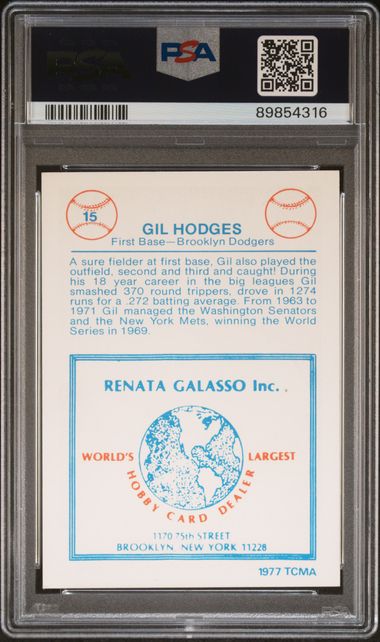 PSA
PSA
89854316
15
GIL HODGES
First Base—Brooklyn Dodgers
A sure fielder at first base, Gil also played the
outfield, second and third and caught! During
his 18 year career in the big leagues Gil
smashed 370 round trippers, drove in 1274
runs for a .272 batting average. From 1963 to
1971 Gil managed the Washington Senators
and the New York Mets, winning the World
Series in 1969.
RENATA GALASSO Inc.
WORLD'S LARGEST
HOBBY CARD DEALER
1170 75th STREET
BROOKLYN NEW YORK 11228
1977 TCMA